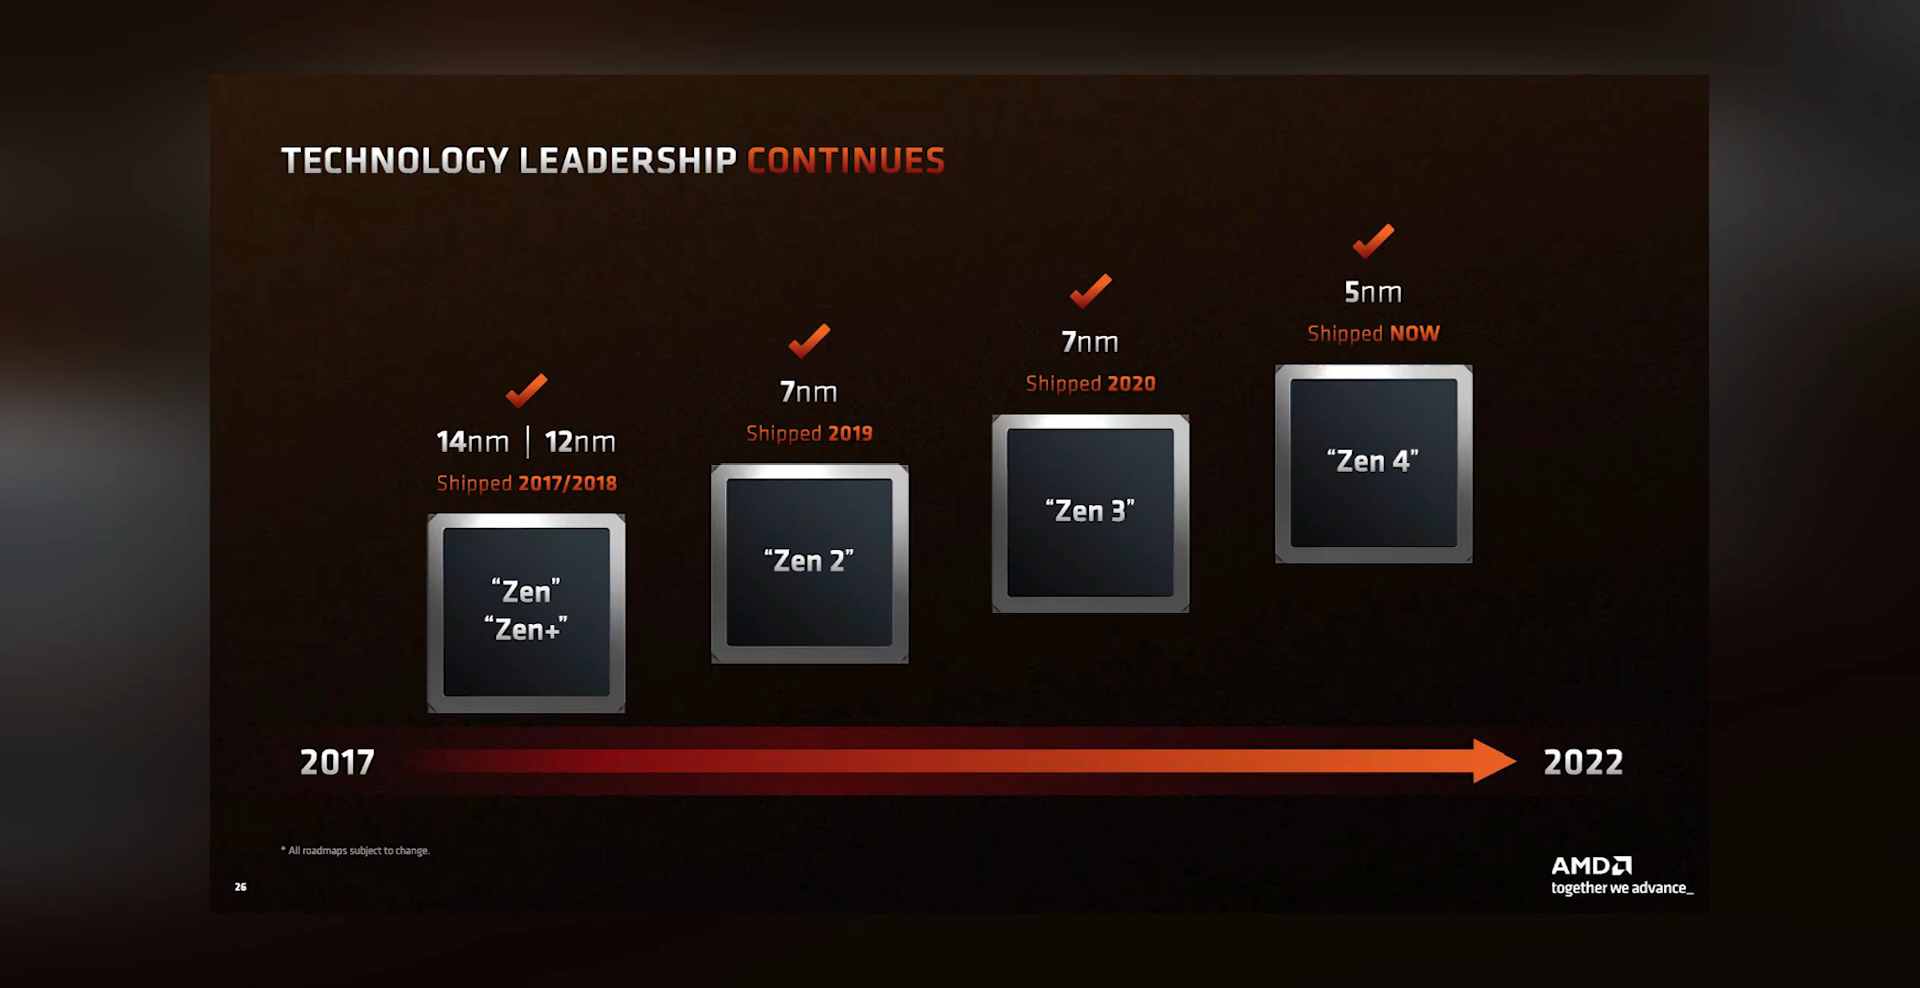 TECHNOLOGY LEADERSHIP CONTINUES
14nm | 12nm
Shipped 2017/2018
“Zen”
“Zen+”
7nm
Shipped 2019
“Zen 2”
7nm
Shipped 2020
“Zen 3”
5nm
Shipped NOW
“Zen 4”
2017
2022
* All roadmaps subject to change.
26
AMD
together we advance_